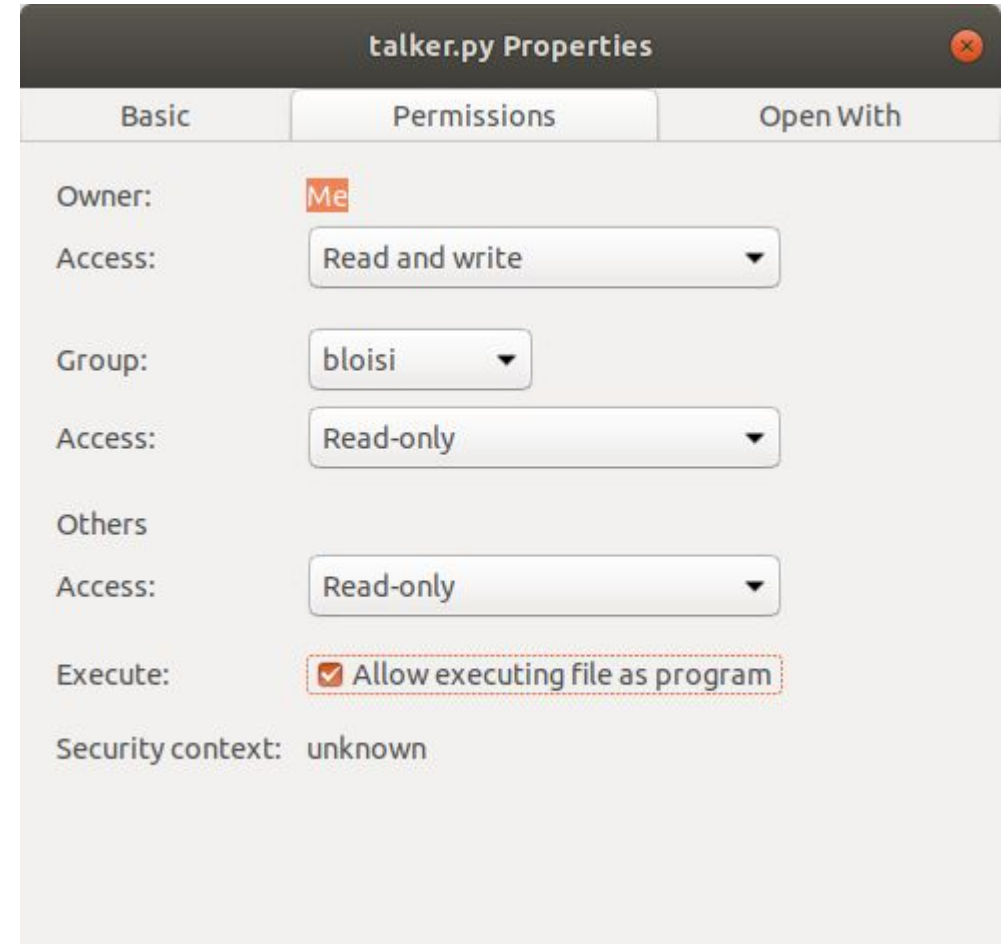 talker.py Properties
Basic Permissions Open With
Owner: Me
Access: Read and write
Group: bloisi
Access: Read-only
Others
Access: Read-only
Execute: Allow executing file as program
Security context: unknown